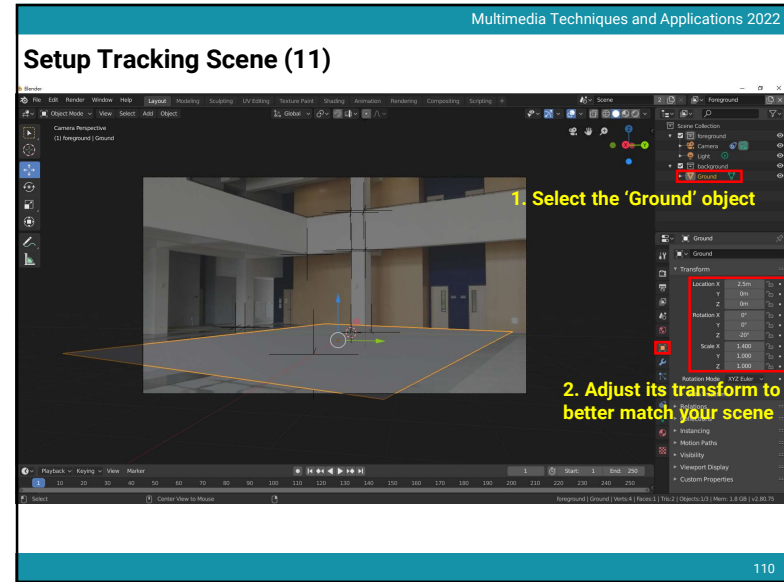 Multimedia Techniques and Applications 2022
Setup Tracking Scene (11)
Blender
File Edit Render Window Help Layout Modeling Sculpting UV Editing Texture Paint Shading Animation Rendering Compositing Scripting + Scene Foreground
Object Mode View Select Add Object Global
Camera Perspective
(1) foreground | Ground
Scene Collection
foreground
Camera
Light
background
Ground
1. Select the ‘Ground’ object
Ground
Ground
Transform
Location X 2.5m
Y 0m
Z 0m
Rotation X 0°
Y 0°
Z -20°
Scale X 1.400
Y 1.000
Z 1.000
Rotation Mode XYZ Euler
2. Adjust its transform to
better match your scene
Relations
Instancing
Motion Paths
Visibility
Viewport Display
Custom Properties
Playback Keying View Marker 1 Start: 1 End: 250
1 10 20 30 40 50 60 70 80 90 100 110 120 130 140 150 160 170 180 190 200 210 220 230 240 250
Select Center View to Mouse foreground | Ground | Verts:4 | Faces:1 | Tris:2 | Objects:1/3 | Mem: 1.8 GB | v2.80.75
110